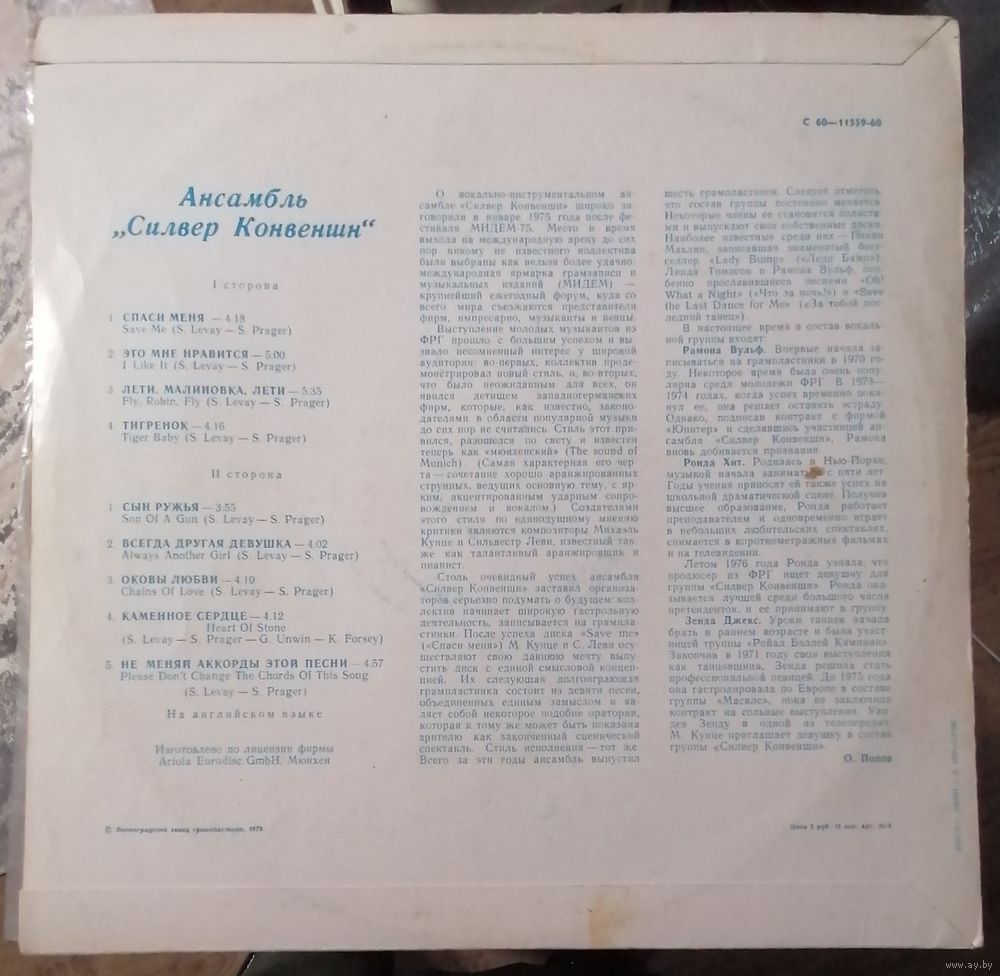 С 60—11559-60
Ансамбль
„Силвер Конвеншн“
I сторона
1. СПАСИ МЕНЯ — 4.18
Save Me (S. Levay — S. Prager)
2. ЭТО МНЕ НРАВИТСЯ — 5.00
I Like It (S. Levay — S. Prager)
3. ЛЕТИ, МАЛИНОВКА, ЛЕТИ — 5.35
Fly, Robin, Fly (S. Levay — S. Prager)
4. ТИГРЕНОК — 4.16
Tiger Baby (S. Levay — S. Prager)
II сторона
1. СЫН РУЖЬЯ — 3.55
Son Of A Gun (S. Levay — S. Prager)
2. ВСЕГДА ДРУГАЯ ДЕВУШКА — 4.02
Always Another Girl (S. Levay — S. Prager)
3. ОКОВЫ ЛЮБВИ — 4.10
Chains Of Love (S. Levay — S. Prager)
4. КАМЕННОЕ СЕРДЦЕ — 4.12
Heart Of Stone
(S. Levay — S. Prager — G. Unwin — K. Forsey)
5. НЕ МЕНЯЙ АККОРДЫ ЭТОЙ ПЕСНИ — 4.57
Please Don't Change The Chords Of This Song
(S. Levay — S. Prager)
На английском языке
Изготовлено по лицензии фирмы
Ariola Eurodisc GmbH, Мюнхен
О вокально-инструментальном ан-
самбле «Силвер Конвеншн» широко за-
говорили в январе 1975 года после фе-
стиваля МИДЕМ-75. Место и время
выхода на международную арену до сих
пор никому не известного коллектива
были выбраны как нельзя более удачно:
международная ярмарка грамзаписи и
музыкальных изданий (МИДЕМ) —
крупнейший ежегодный форум, куда со
всего мира съезжаются представители
фирм, импресарио, музыканты и певцы.
Выступление молодых музыкантов из
ФРГ прошло с большим успехом и вы-
звало несомненный интерес у широкой
аудитории: во-первых, коллектив проде-
монстрировал новый стиль, и, во-вторых,
что было неожиданным для всех, он
явился детищем западногерманских
фирм, которые, как известно, законо-
дателями в области популярной музыки
до сих пор не считались. Стиль этот при-
вился, разошелся по свету и известен
теперь как «мюнхенский» (The sound of
Munich). (Самая характерная его чер-
та — сочетание хорошо аранжированных
струнных, ведущих основную тему, с яр-
ким, акцентированным ударным сопро-
вождением и вокалом.) Создателями
этого стиля по единодушному мнению
критики являются композиторы Михаэль
Кунце и Сильвестр Леви, известный так-
же как талантливый аранжировщик и
пианист.
Столь очевидный успех ансамбля
«Силвер Конвеншн» заставил организа-
торов серьезно подумать о будущем: кол-
лектив начинает широкую гастрольную
деятельность, записывается на грампла-
стинки. После успеха диска «Save me»
(«Спаси меня») М. Кунце и С. Леви осу-
ществляют свою давнюю мечту выпу-
стить диск с единой смысловой концеп-
цией. Их следующая долгоиграющая
грампластинка состоит из девяти песен,
объединенных единым замыслом и яв-
ляет собой некоторое подобие оратории,
которая к тому же может быть показана
зрителю как законченный сценический
спектакль. Стиль исполнения — тот же.
Всего за эти годы ансамбль выпустил
шесть грампластинок. Следует отметить,
что состав группы постоянно меняется.
Некоторые члены ее становятся солиста-
ми и выпускают свои собственные диски.
Наиболее известные среди них — Пенни
Маклин, записавшая знаменитый бест-
селлер «Lady Bump» («Леди Бамп»),
Линда Томпсон и Рамона Вульф, осо-
бенно прославившиеся песнями «Oh!
What a Night» («Что за ночь!») и «Save
the Last Dance for Me» («За тобой пос-
ледний танец»).
В настоящее время в состав вокаль-
ной группы входят:
Рамона Вульф. Впервые начала за-
писываться на грампластинки в 1970 го-
ду. Некоторое время была очень попу-
лярна среди молодежи ФРГ. В 1973—
1974 годах, когда успех временно поки-
нул ее, она решает оставить эстраду.
Однако, подписав контракт с фирмой
«Юпитер» и сделавшись участницей ан-
самбля «Силвер Конвеншн», Рамона
вновь добивается признания.
Ронда Хит. Родилась в Нью-Йорке,
музыкой начала заниматься с пяти лет.
Годы учения приносят ей также успех на
школьной драматической сцене. Получив
высшее образование, Ронда работает
преподавателем и одновременно играет
в небольших любительских спектаклях,
снимается в короткометражных фильмах
и на телевидении.
Летом 1976 года Ронда узнала, что
продюсер из ФРГ ищет девушку для
группы «Силвер Конвеншн». Ронда ока-
зывается лучшей среди большого числа
претенденток, и ее принимают в группу.
Зенда Джекс. Уроки танцев начала
брать в раннем возрасте и была участ-
ницей труппы «Ройал Бэллей Кампани».
Закончив в 1971 году свои выступления
как танцовщица, Зенда решила стать
профессиональной певицей. До 1975 года
она гастролировала по Европе в составе
группы «Масклс», пока не заключила
контракт на сольные выступления. Уви-
дев Зенду в одной из телепередач,
М. Кунце приглашает девушку в состав
группы «Силвер Конвеншн».
О. Попов
© Ленинградский завод грампластинок, 1979.
Цена 2 руб. 15 коп. Арт.
www.ay.by